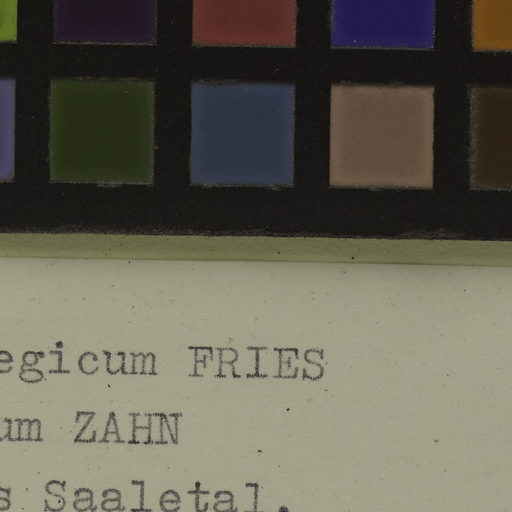 egicum FRIES
um ZAHN
s Saaletal.